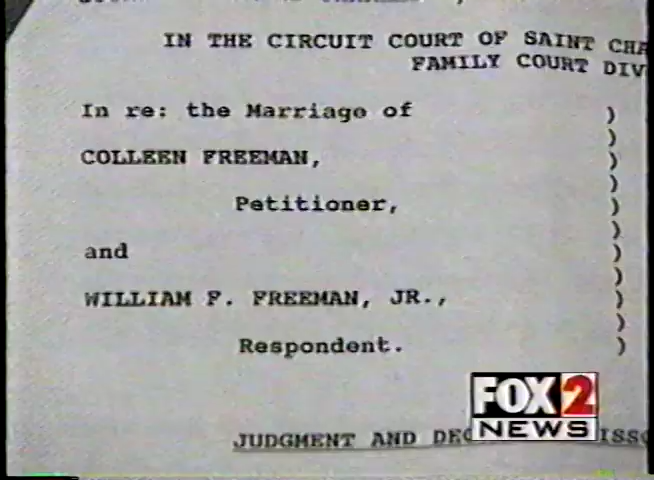 IN THE CIRCUIT COURT OF SAINT CHA
FAMILY COURT DIV
In re: the Marriage of )
)
COLLEEN FREEMAN, )
)
Petitioner, )
)
and )
)
WILLIAM F. FREEMAN, JR., )
)
Respondent. )
FOX 2
NEWS
JUDGMENT AND DEC ISSO